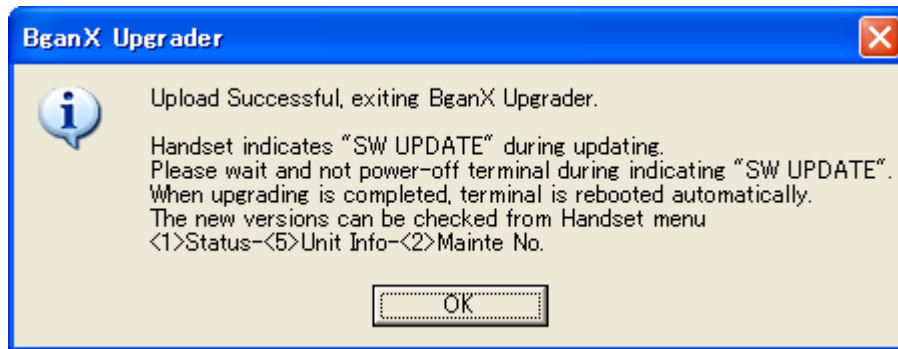 BganX Upgrader
Upload Successful, exiting BganX Upgrader.
Handset indicates "SW UPDATE" during updating.
Please wait and not power-off terminal during indicating "SW UPDATE".
When upgrading is completed, terminal is rebooted automatically.
The new versions can be checked from Handset menu
<1>Status-<5>Unit Info-<2>Mainte No.
OK